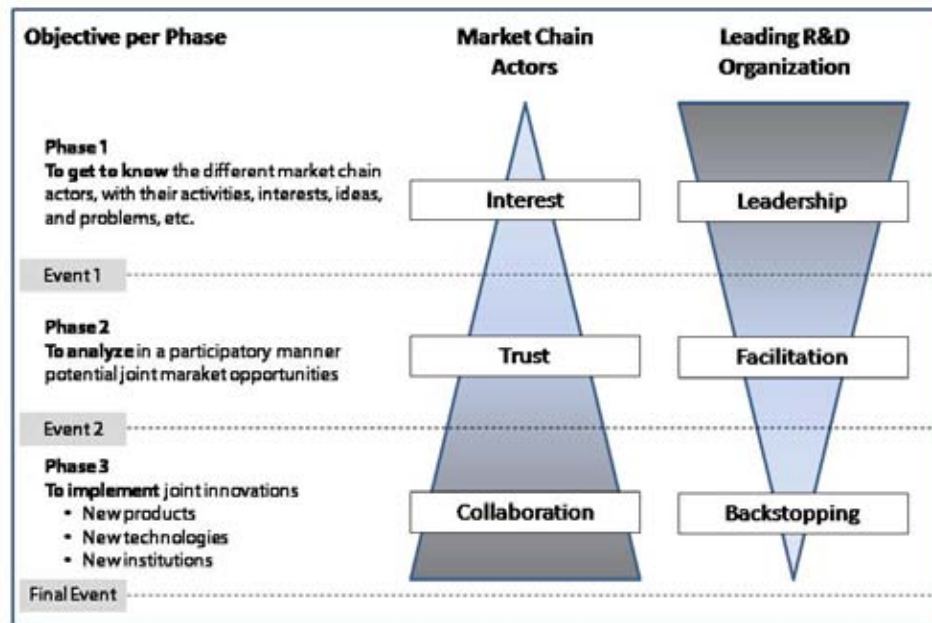 Objective per Phase
Market Chain
Actors
Leading R&D
Organization
Phase 1
To get to know the different market chain
actors, with their activities, interests, ideas,
and problems, etc.
Interest
Leadership
Event 1
Phase 2
To analyze in a participatory manner
potential joint maraket opportunities
Trust
Facilitation
Event 2
Phase 3
To implement joint innovations
• New products
• New technologies
• New institutions
Collaboration
Backstopping
Final Event